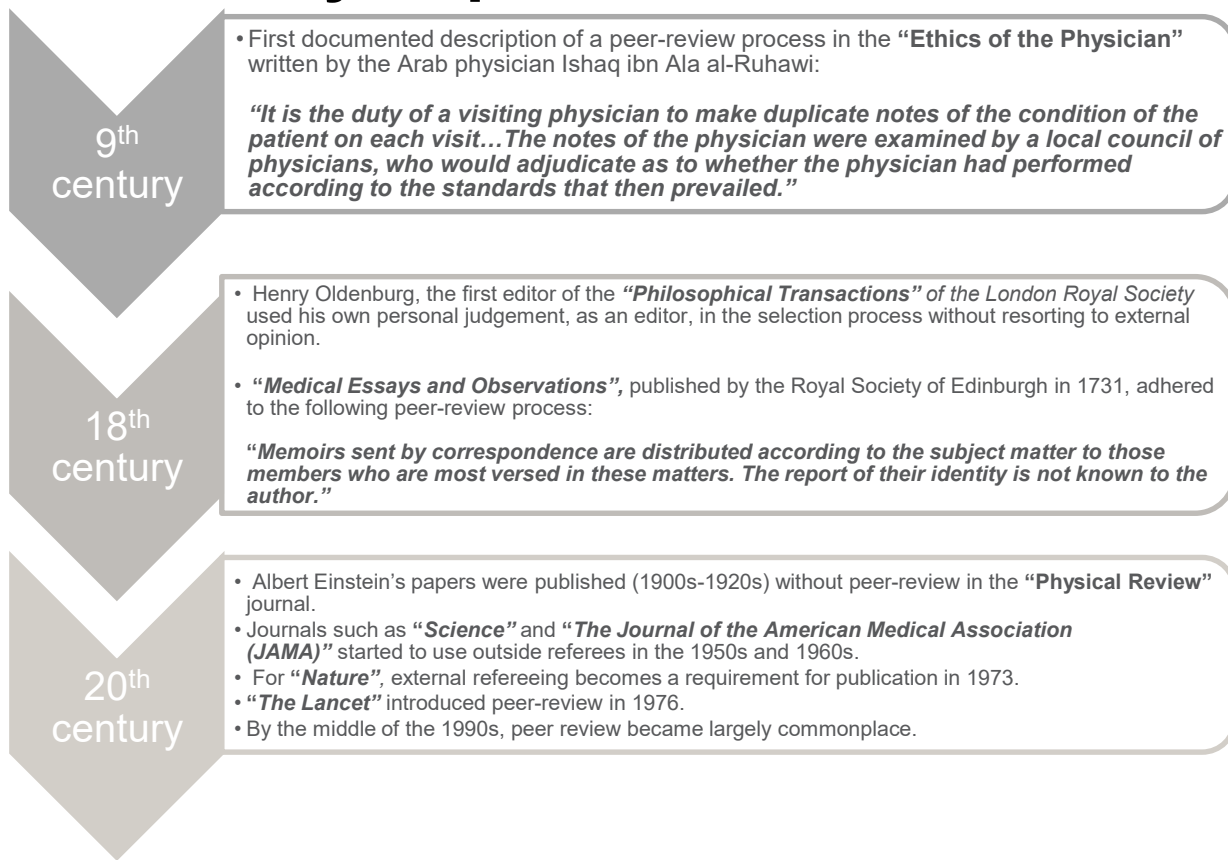 9th
century
• First documented description of a peer-review process in the “Ethics of the Physician”
written by the Arab physician Ishaq ibn Ala al-Ruhawi:
“It is the duty of a visiting physician to make duplicate notes of the condition of the
patient on each visit…The notes of the physician were examined by a local council of
physicians, who would adjudicate as to whether the physician had performed
according to the standards that then prevailed.”
18th
century
• Henry Oldenburg, the first editor of the “Philosophical Transactions” of the London Royal Society
used his own personal judgement, as an editor, in the selection process without resorting to external
opinion.
• “Medical Essays and Observations”, published by the Royal Society of Edinburgh in 1731, adhered
to the following peer-review process:
“Memoirs sent by correspondence are distributed according to the subject matter to those
members who are most versed in these matters. The report of their identity is not known to the
author.”
20th
century
• Albert Einstein’s papers were published (1900s-1920s) without peer-review in the “Physical Review”
journal.
• Journals such as “Science” and “The Journal of the American Medical Association
(JAMA)” started to use outside referees in the 1950s and 1960s.
• For “Nature”, external refereeing becomes a requirement for publication in 1973.
• “The Lancet” introduced peer-review in 1976.
• By the middle of the 1990s, peer review became largely commonplace.